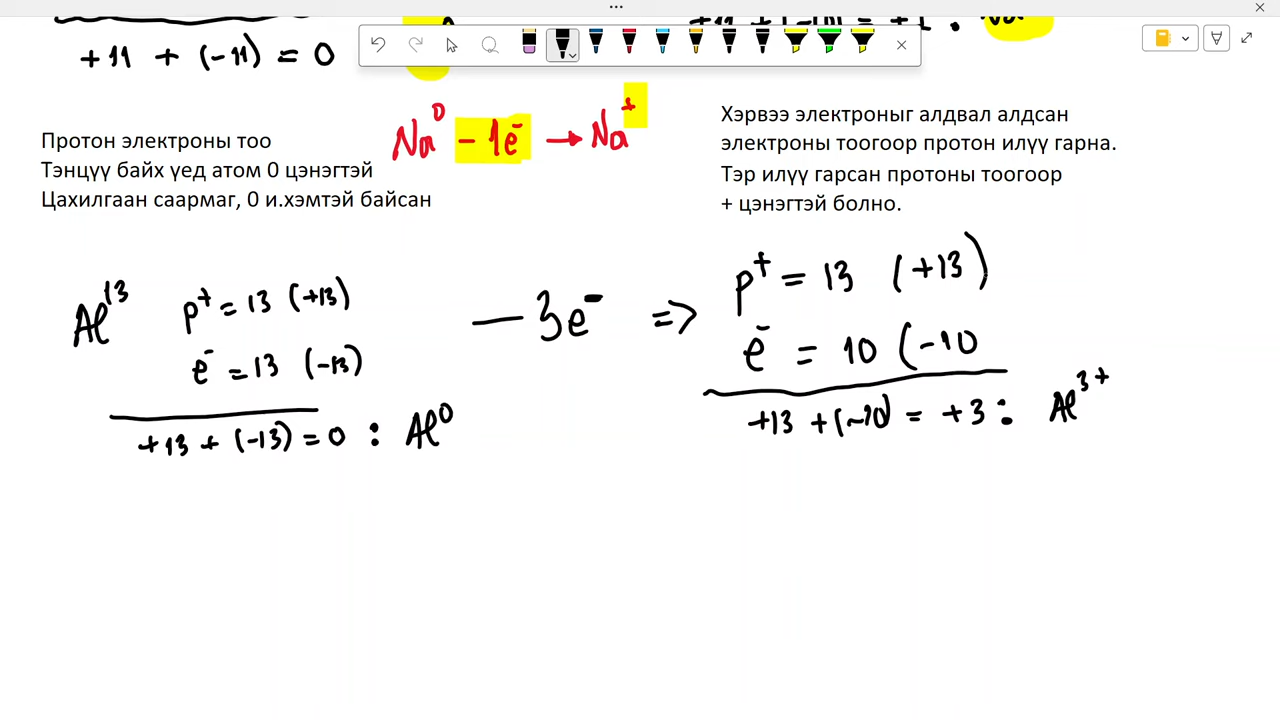 +11 + (-11) = 0
Na⁰ - 1e⁻ → Na⁺
Протон электроны тоо
Тэнцүү байх үед атом 0 цэнэгтэй
Цахилгаан саармаг, 0 и.хэмтэй байсан
Хэрвээ электроныг алдвал алдсан
электроны тоогоор протон илүү гарна.
Тэр илүү гарсан протоны тоогоор
+ цэнэгтэй болно.
Al¹³ p⁺ = 13 (+13)
e⁻ = 13 (-13)
+13 + (-13) = 0 : Al⁰
- 3e⁻ =>
p⁺ = 13 (+13)
e⁻ = 10 (-10
+13 + (-10) = +3 : Al³⁺